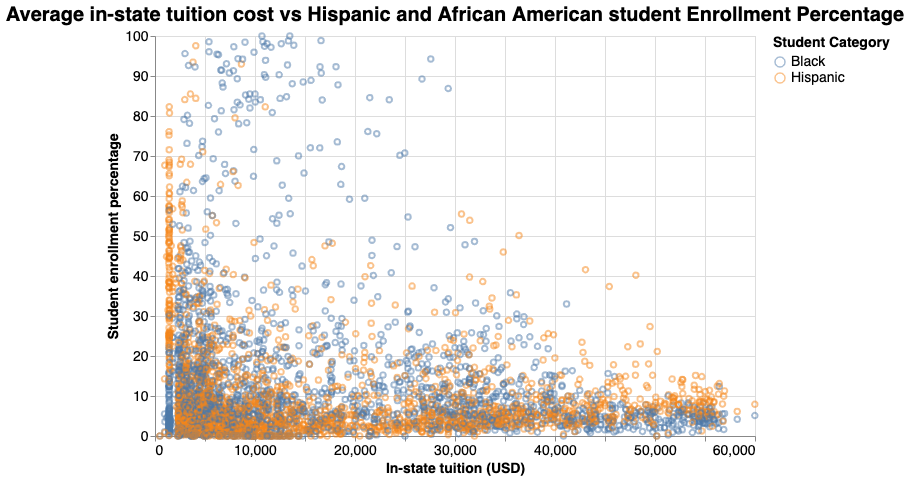 Average in-state tuition cost vs Hispanic and African American student Enrollment Percentage
Student Category
Black
Hispanic
Student enrollment percentage
100
90
80
70
60
50
40
30
20
10
0
0 10,000 20,000 30,000 40,000 50,000 60,000
In-state tuition (USD)